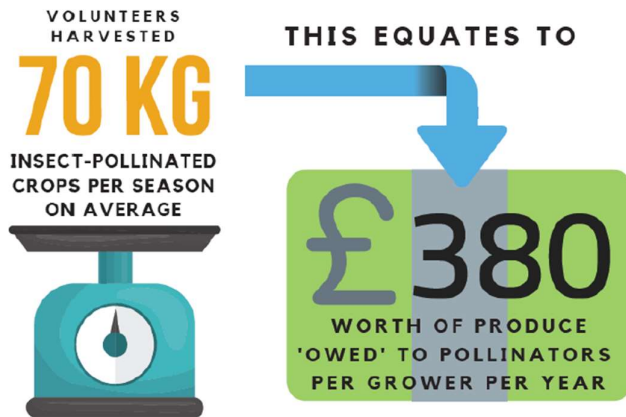 VOLUNTEERS
HARVESTED
70 KG
INSECT-POLLINATED
CROPS PER SEASON
ON AVERAGE
THIS EQUATES TO
£380
WORTH OF PRODUCE
'OWED' TO POLLINATORS
PER GROWER PER YEAR